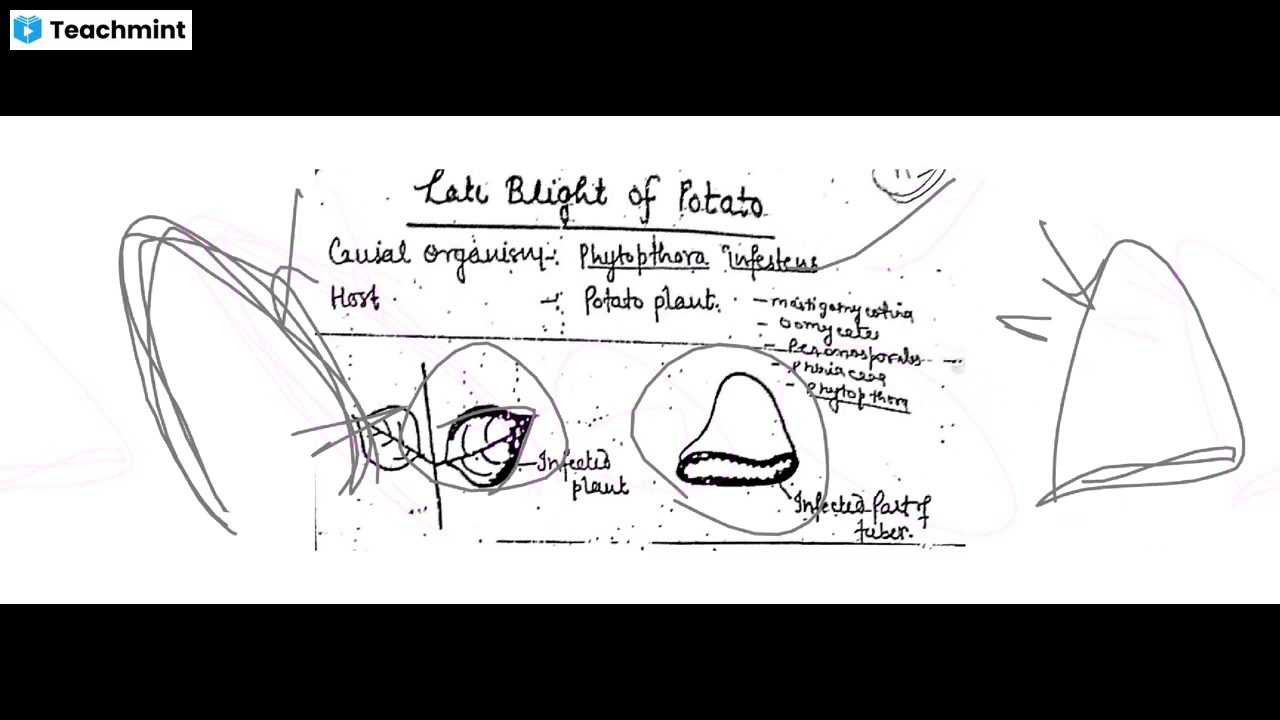 Teachmint
Late Blight of Potato
Causal organism :- Phytopthora infesteus
Host :- Potato plant.
- mastigomycotina
- Oomycetes
- Peronosporales
- Phytopthora
Infected
plant
Infected Part of
tuber.